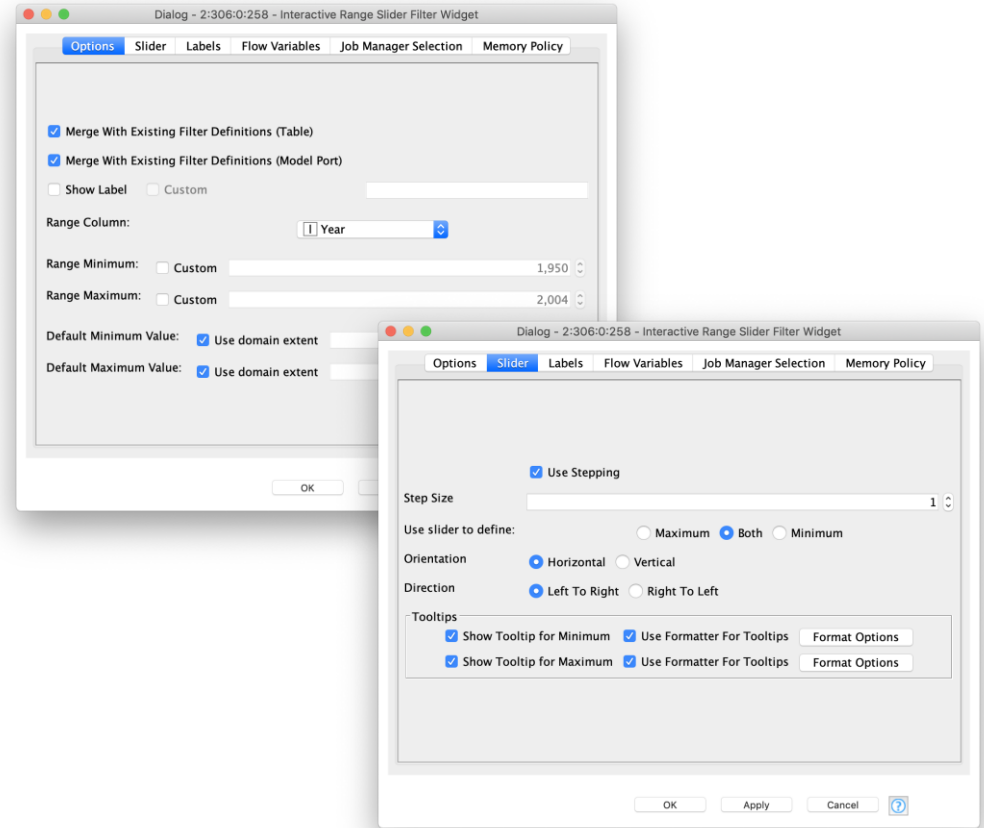 Dialog - 2:306:0:258 - Interactive Range Slider Filter Widget
Options Slider Labels Flow Variables Job Manager Selection Memory Policy
Merge With Existing Filter Definitions (Table)
Merge With Existing Filter Definitions (Model Port)
Show Label Custom
Range Column: I Year
Range Minimum: Custom 1,950
Range Maximum: Custom 2,004
Default Minimum Value: Use domain extent
Default Maximum Value: Use domain extent
OK
Dialog - 2:306:0:258 - Interactive Range Slider Filter Widget
Options Slider Labels Flow Variables Job Manager Selection Memory Policy
Use Stepping
Step Size 1
Use slider to define: Maximum Both Minimum
Orientation Horizontal Vertical
Direction Left To Right Right To Left
Tooltips
Show Tooltip for Minimum Use Formatter For Tooltips Format Options
Show Tooltip for Maximum Use Formatter For Tooltips Format Options
OK Apply Cancel ?